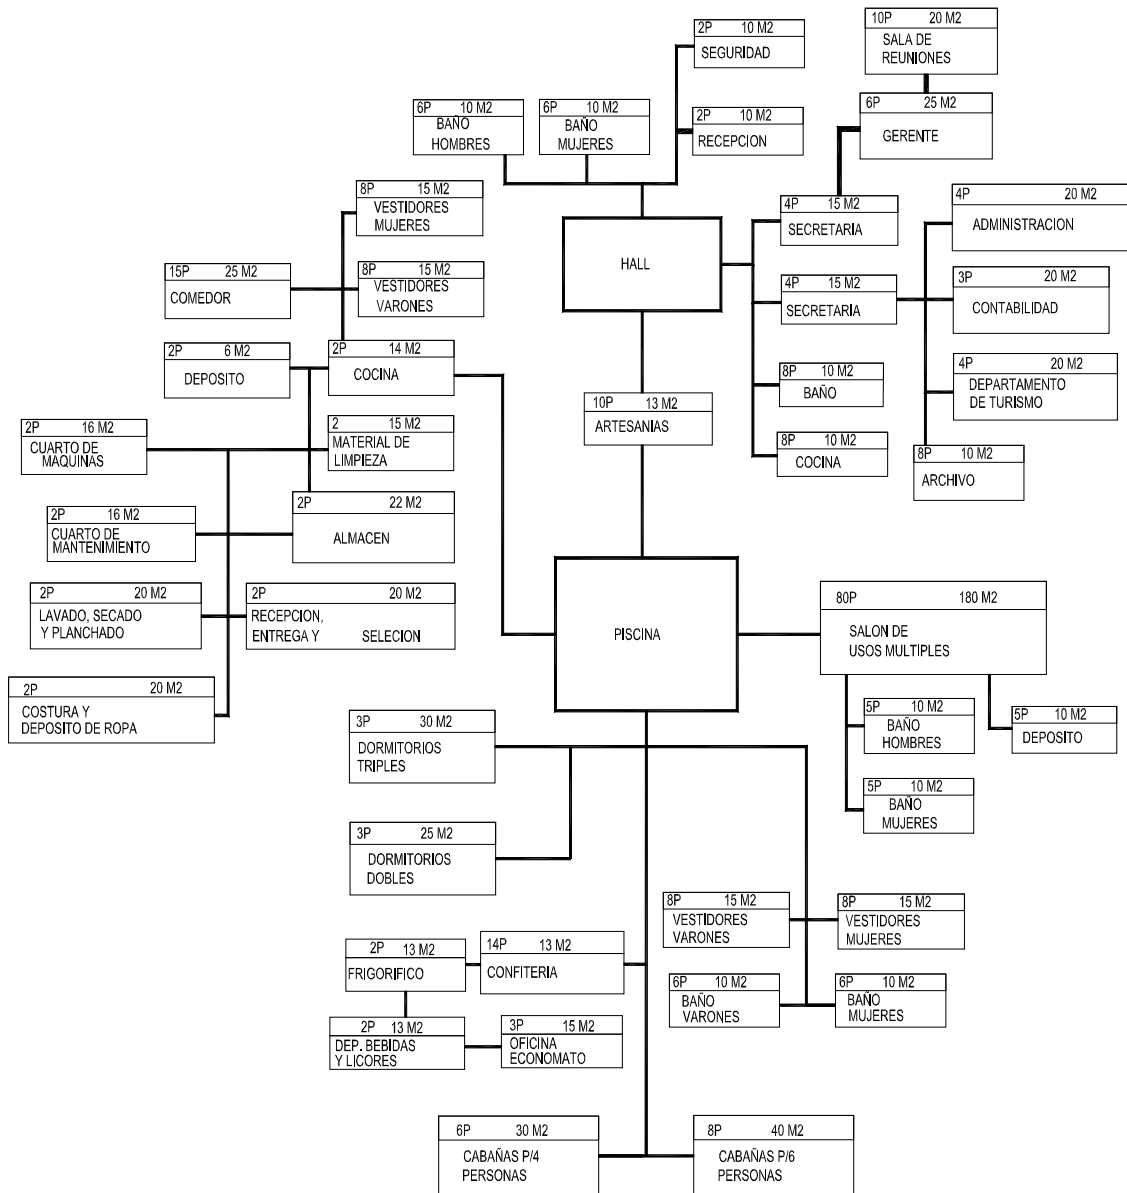 10P 20 M2
SALA DE
REUNIONES
2P 10 M2
SEGURIDAD
6P 25 M2
GERENTE
6P 10 M2
BAÑO
HOMBRES
6P 10 M2
BAÑO
MUJERES
2P 10 M2
RECEPCION
8P 15 M2
VESTIDORES
MUJERES
4P 15 M2
SECRETARIA
4P 20 M2
ADMINISTRACION
HALL
15P 25 M2
COMEDOR
8P 15 M2
VESTIDORES
VARONES
4P 15 M2
SECRETARIA
3P 20 M2
CONTABILIDAD
2P 6 M2
DEPOSITO
2P 14 M2
COCINA
8P 10 M2
BAÑO
4P 20 M2
DEPARTAMENTO
DE TURISMO
10P 13 M2
ARTESANIAS
2P 16 M2
CUARTO DE
MAQUINAS
2 15 M2
MATERIAL DE
LIMPIEZA
8P 10 M2
COCINA
8P 10 M2
ARCHIVO
2P 22 M2
ALMACEN
2P 16 M2
CUARTO DE
MANTENIMIENTO
2P 20 M2
LAVADO, SECADO
Y PLANCHADO
2P 20 M2
RECEPCION,
ENTREGA Y SELECION
PISCINA
80P 180 M2
SALON DE
USOS MULTIPLES
2P 20 M2
COSTURA Y
DEPOSITO DE ROPA
3P 30 M2
DORMITORIOS
TRIPLES
5P 10 M2
BAÑO
HOMBRES
5P 10 M2
DEPOSITO
5P 10 M2
BAÑO
MUJERES
3P 25 M2
DORMITORIOS
DOBLES
8P 15 M2
VESTIDORES
VARONES
8P 15 M2
VESTIDORES
MUJERES
2P 13 M2
FRIGORIFICO
14P 13 M2
CONFITERIA
6P 10 M2
BAÑO
VARONES
6P 10 M2
BAÑO
MUJERES
2P 13 M2
DEP. BEBIDAS
Y LICORES
3P 15 M2
OFICINA
ECONOMATO
6P 30 M2
CABAÑAS P/4
PERSONAS
8P 40 M2
CABAÑAS P/6
PERSONAS